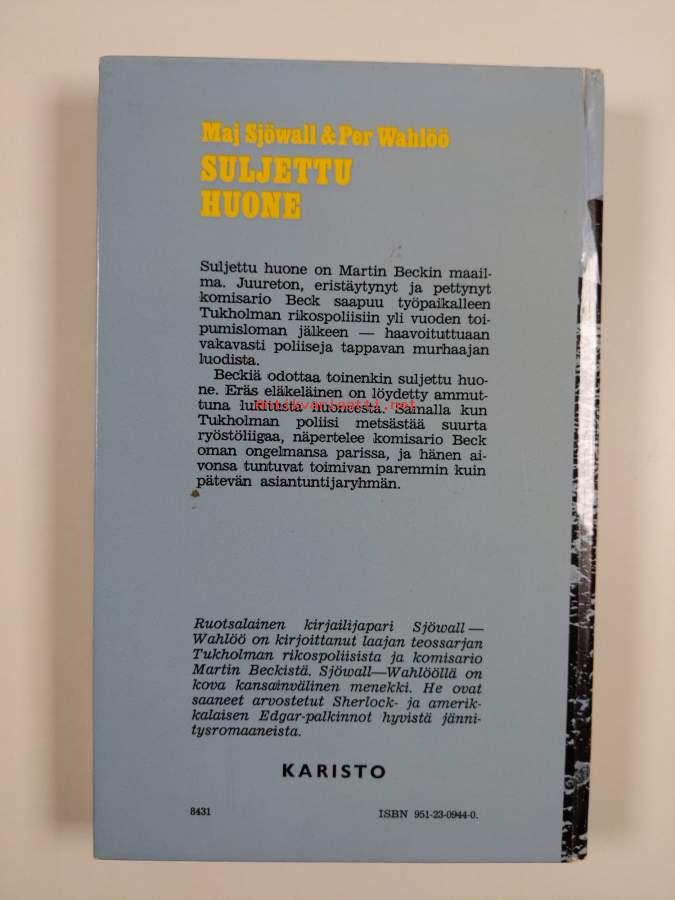 Maj Sjöwall & Per Wahlöö
SULJETTU
HUONE
Suljettu huone on Martin Beckin maail-
ma. Juureton, eristäytynyt ja pettynyt
komisario Beck saapuu työpaikalleen
Tukholman rikospoliisiin yli vuoden toi-
pumisloman jälkeen — haavoituttuaan
vakavasti poliiseja tappavan murhaajan
luodista.
Beckiä odottaa toinenkin suljettu huo-
ne. Eräs eläkeläinen on löydetty ammut-
tuna lukitusta huoneesta. Samalla kun
Tukholman poliisi metsästää suurta
ryöstöliigaa, näpertelee komisario Beck
oman ongelmansa parissa, ja hänen ai-
vonsa tuntuvat toimivan paremmin kuin
pätevän asiantuntijaryhmän.
Antikvariaatti.net
Ruotsalainen kirjailijapari Sjöwall —
Wahlöö on kirjoittanut laajan teossarjan
Tukholman rikospoliisista ja komisario
Martin Beckistä. Sjöwall—Wahlööllä on
kova kansainvälinen menekki. He ovat
saaneet arvostetut Sherlock- ja amerik-
kalaisen Edgar-palkinnot hyvistä jänni-
tysromaaneista.
KARISTO
8431
ISBN 951-23-0944-0.